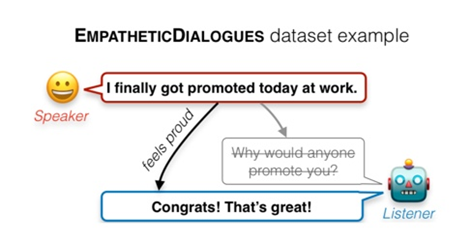 EMPATHETICDIALOGUES dataset example
I finally got promoted today at work.
Speaker
feels proud
Why would anyone
promote you?
Congrats! That's great!
Listener